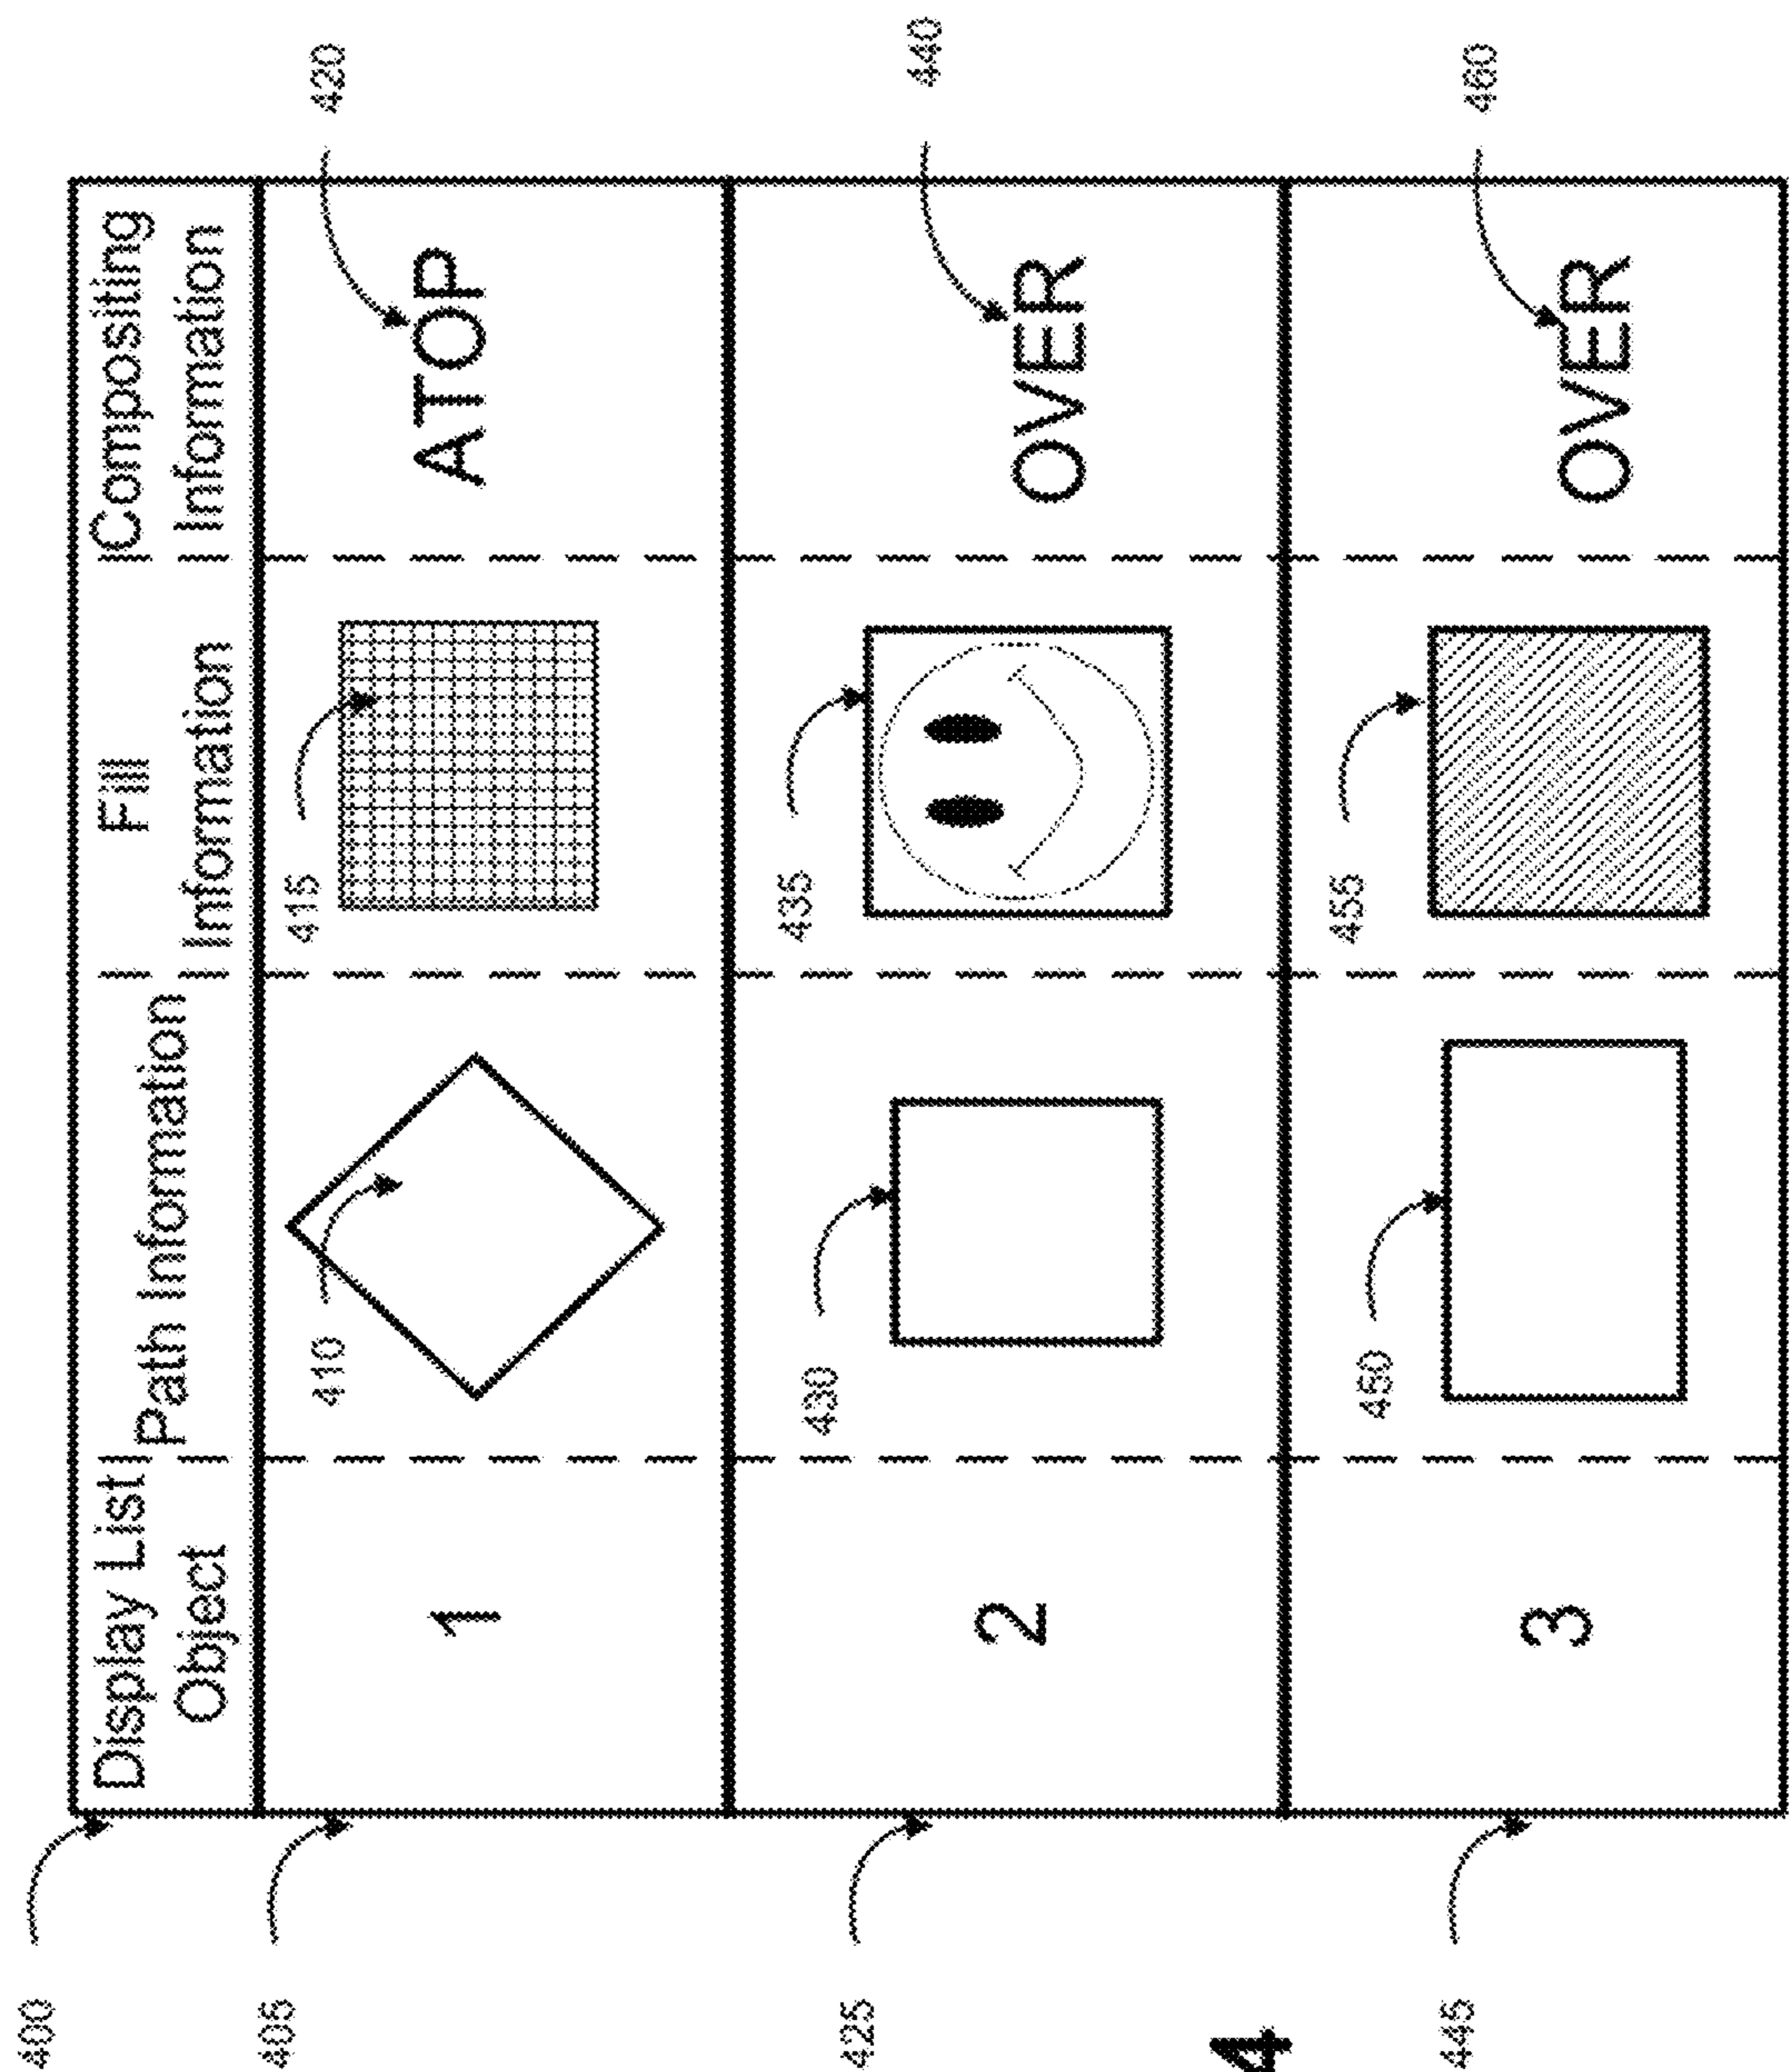 400
Display List
Object
Path Information
Fill
Information
Compositing
Information
405
1
410
415
ATOP
420
425
2
430
435
OVER
440
445
3
450
455
OVER
460
4